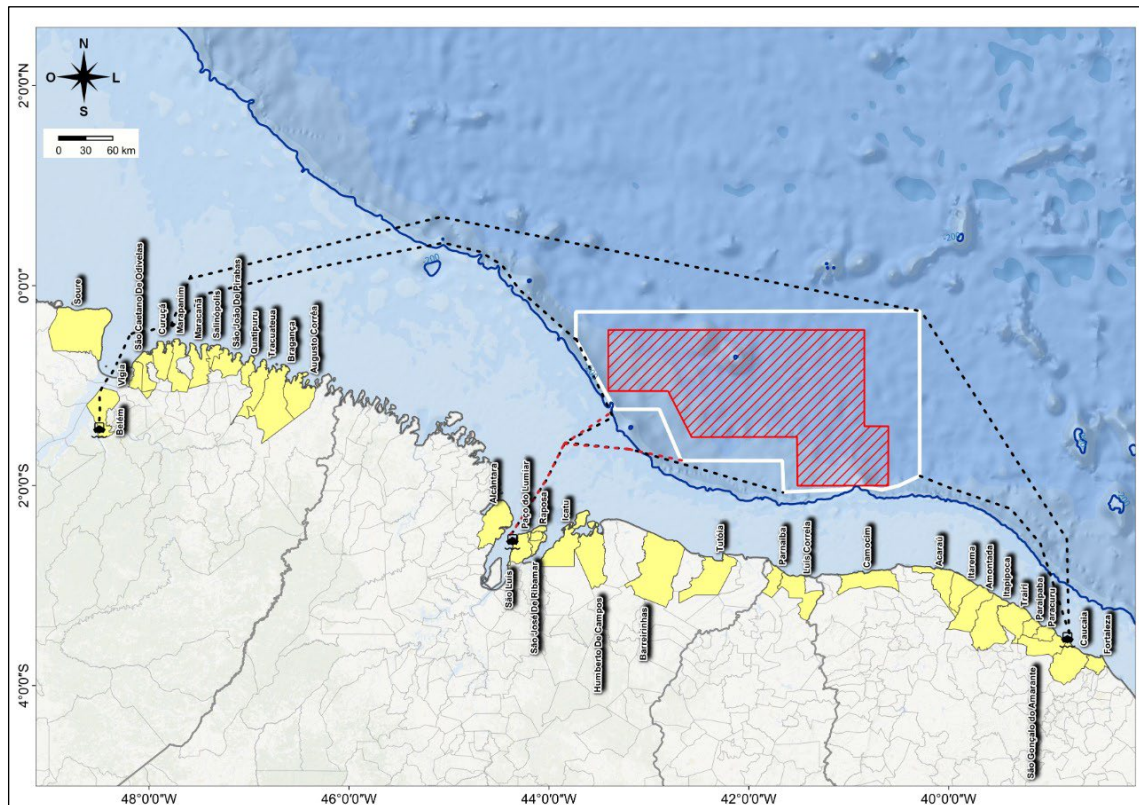 N
O L
S
0 30 60 km
2°0'0"N
0°0'0"
2°0'0"S
4°0'0"S
48°0'0"W
46°0'0"W
44°0'0"W
42°0'0"W
40°0'0"W
-200
-200
Soure
Vigia
Belém
São Caetano De Odivelas
Curuçá
Marapanim
Maracanã
Salinópolis
São João De Pirabas
Quatipuru
Tracuateua
Bragança
Augusto Corrêa
Alcântara
São Luís
Paço do Lumiar
São José De Ribamar
Raposa
Icatu
Humberto De Campos
Barreirinhas
Tutóia
Parnaíba
Luís Correia
Camocim
Acaraú
Itarema
Amontada
Itapipoca
Trairi
Paraipaba
Paracuru
São Gonçalo do Amarante
Caucaia
Fortaleza